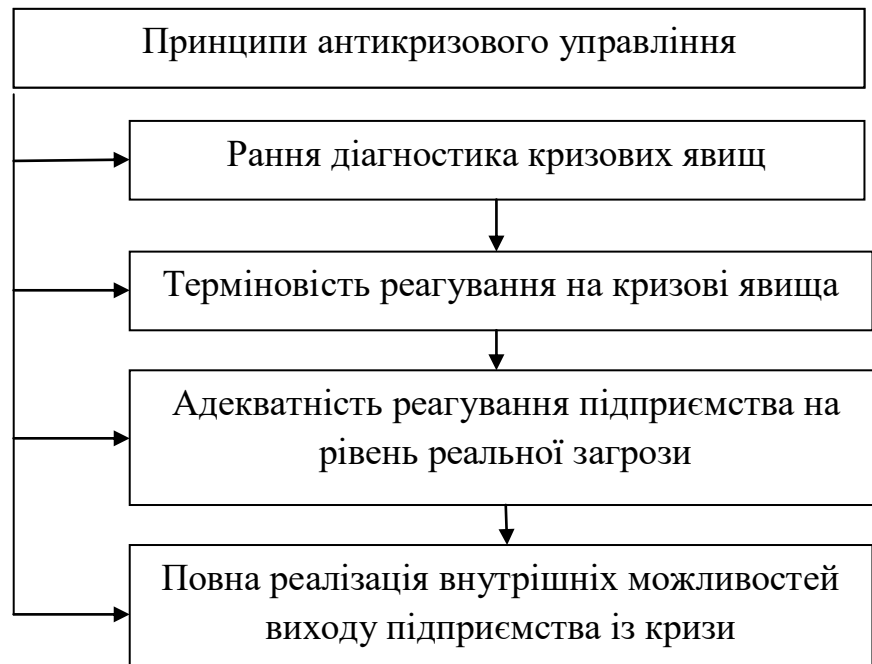 Принципи антикризового управління
Рання діагностика кризових явищ
Терміновість реагування на кризові явища
Адекватність реагування підприємства на
рівень реальної загрози
Повна реалізація внутрішніх можливостей
виходу підприємства із кризи